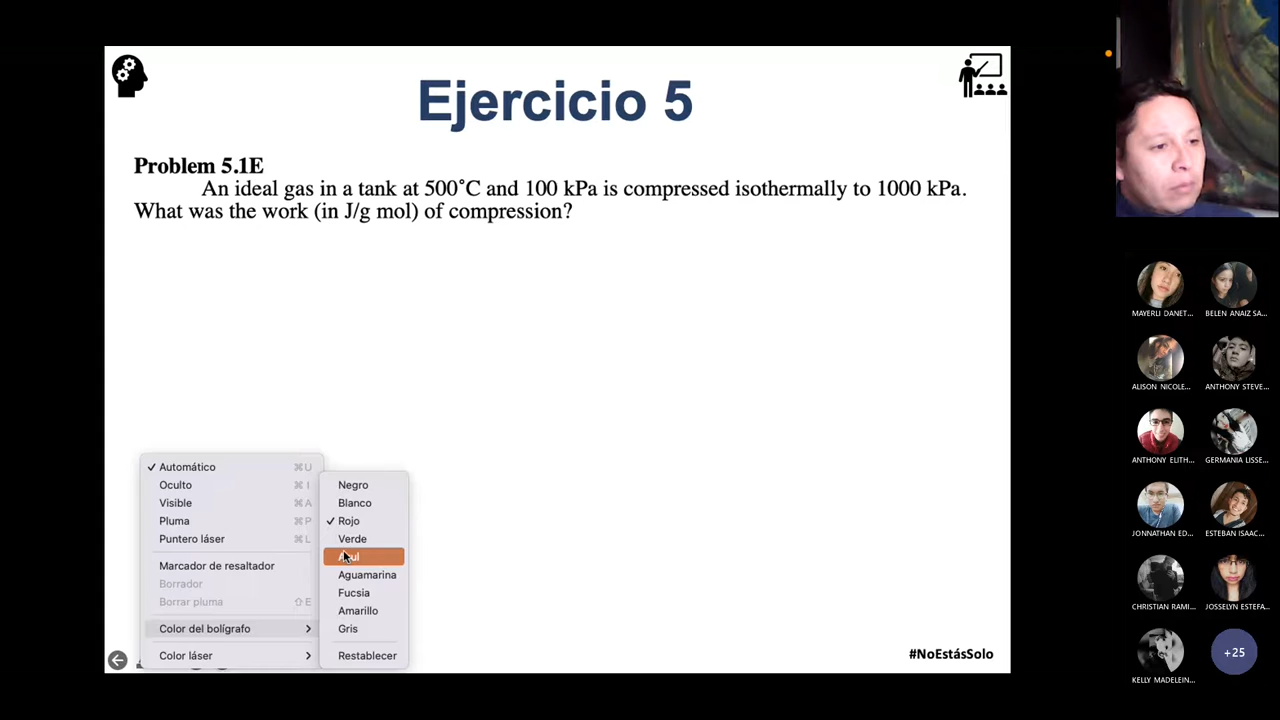 Ejercicio 5
Problem 5.1E
An ideal gas in a tank at 500°C and 100 kPa is compressed isothermally to 1000 kPa.
What was the work (in J/g mol) of compression?
✓ Automático ⌘U
Oculto ⌘I
Visible ⌘A
Pluma ⌘P
Puntero láser ⌘L
Marcador de resaltador
Borrador
Borrar pluma ⇧E
Color del bolígrafo >
Color láser >
Negro
Blanco
✓ Rojo
Verde
Azul
Aguamarina
Fucsia
Amarillo
Gris
Restablecer
#NoEstásSolo
MAYERLI DANET...
BELEN ANAIZ SA...
ALISON NICOLE...
ANTHONY STEVE...
ANTHONY ELITH...
GERMANIA LISSE...
JONNATHAN ED...
ESTEBAN ISAAC...
CHRISTIAN RAMI...
JOSSELYN ESTEFA...
KELLY MADELEIN...
+25